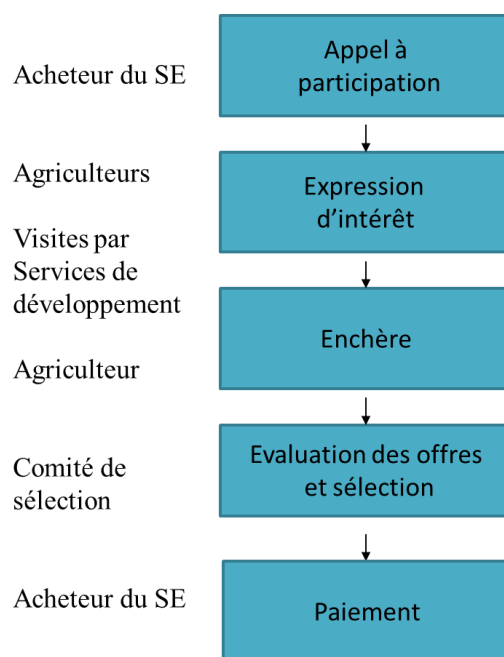 Acheteur du SE
Appel à
participation
Agriculteurs
Expression
d'intérêt
Visites par
Services de
développement
Agriculteur
Enchère
Comité de
sélection
Evaluation des offres
et sélection
Acheteur du SE
Paiement